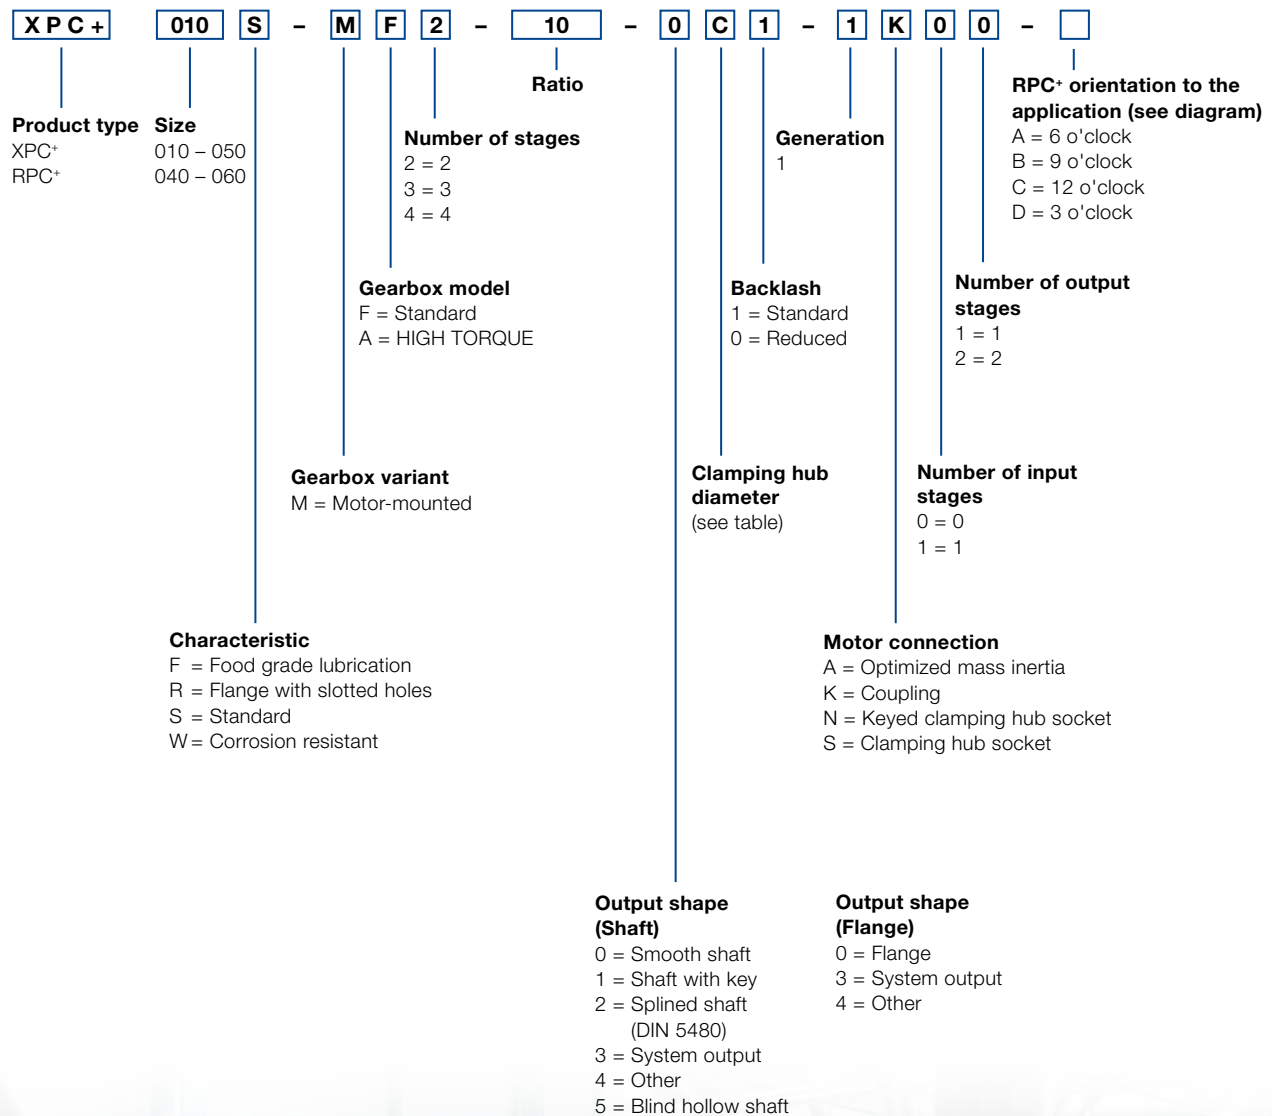 XPC+ 010 S – M F 2 – 10 – 0 C 1 – 1 K 0 0 –
Product type
XPC+
RPC+
Size
010 – 050
040 – 060
Number of stages
2 = 2
3 = 3
4 = 4
Ratio
Generation
1
RPC+ orientation to the
application (see diagram)
A = 6 o'clock
B = 9 o'clock
C = 12 o'clock
D = 3 o'clock
Gearbox model
F = Standard
A = HIGH TORQUE
Backlash
1 = Standard
0 = Reduced
Number of output
stages
1 = 1
2 = 2
Gearbox variant
M = Motor-mounted
Clamping hub
diameter
(see table)
Number of input
stages
0 = 0
1 = 1
Characteristic
F = Food grade lubrication
R = Flange with slotted holes
S = Standard
W = Corrosion resistant
Motor connection
A = Optimized mass inertia
K = Coupling
N = Keyed clamping hub socket
S = Clamping hub socket
Output shape
(Shaft)
0 = Smooth shaft
1 = Shaft with key
2 = Splined shaft
(DIN 5480)
3 = System output
4 = Other
5 = Blind hollow shaft
Output shape
(Flange)
0 = Flange
3 = System output
4 = Other